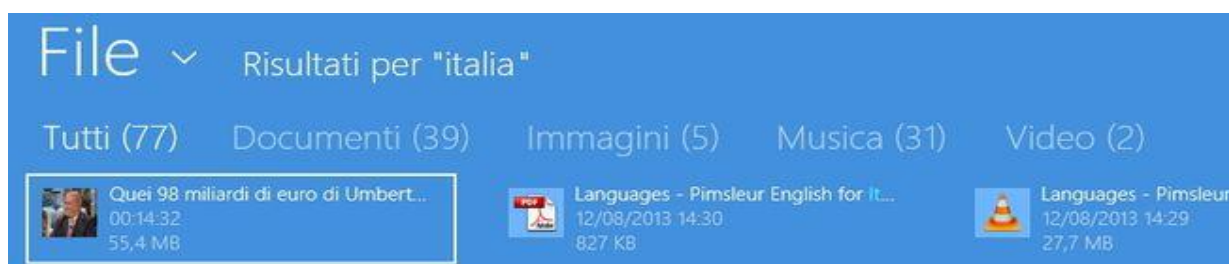 File Risultati per "italia"
Tutti (77) Documenti (39) Immagini (5) Musica (31) Video (2)
Quei 98 miliardi di euro di Umbert...
00:14:32
55,4 MB
PDF
Adobe
Languages - Pimsleur English for It...
12/08/2013 14:30
827 KB
Languages - Pimsleur
12/08/2013 14:29
27,7 MB